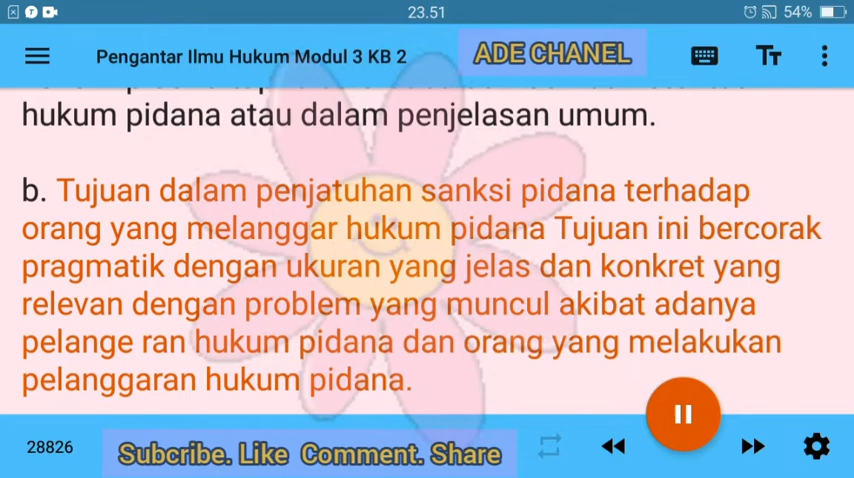 23.51
54%
Pengantar Ilmu Hukum Modul 3 KB 2
ADE CHANEL
hukum pidana atau dalam penjelasan umum.
b. Tujuan dalam penjatuhan sanksi pidana terhadap
orang yang melanggar hukum pidana Tujuan ini bercorak
pragmatik dengan ukuran yang jelas dan konkret yang
relevan dengan problem yang muncul akibat adanya
pelange ran hukum pidana dan orang yang melakukan
pelanggaran hukum pidana.
28826
Subcribe. Like Comment. Share